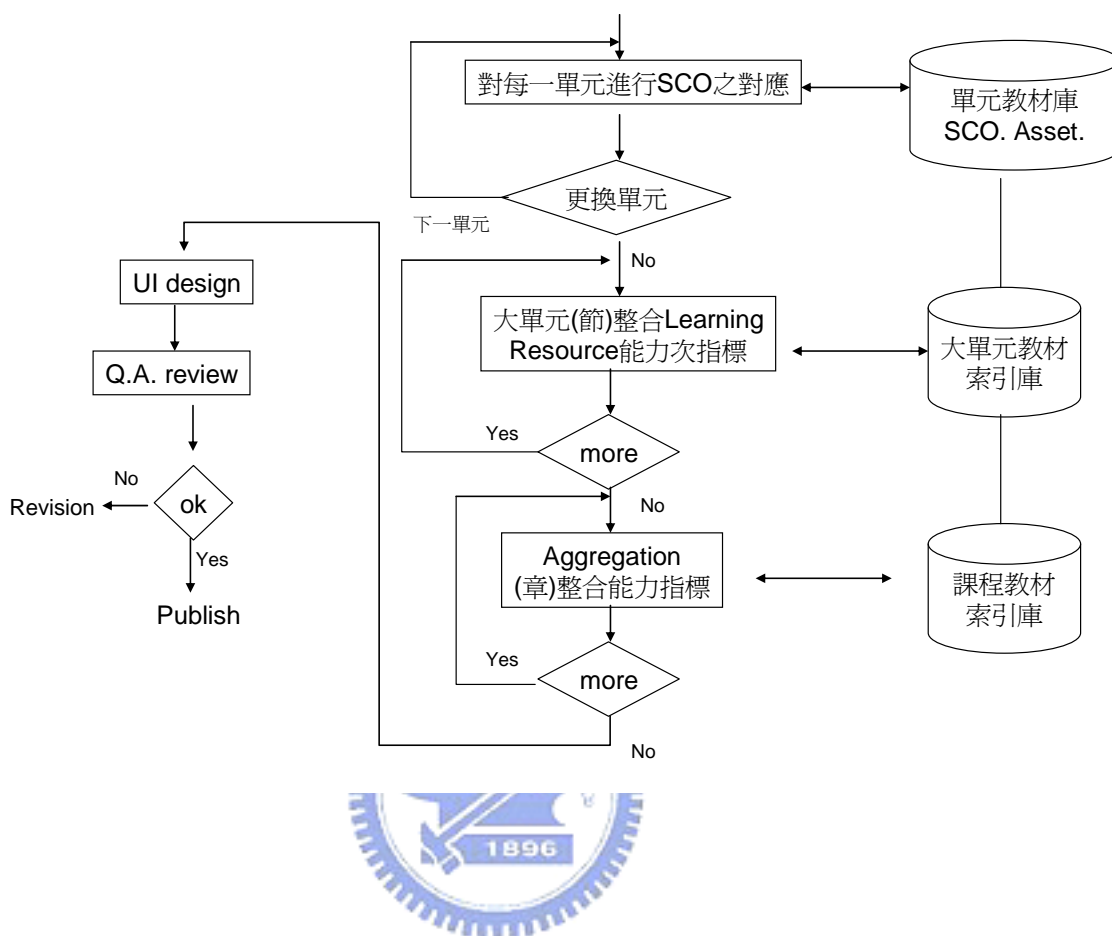 對每一單元進行SCO之對應
單元教材庫
SCO. Asset.
更換單元
下一單元
No
UI design
大單元(節)整合Learning
Resource能力次指標
大單元教材
索引庫
Q.A. review
Yes
more
No
No
ok
Revision
Yes
Aggregation
(章)整合能力指標
課程教材
索引庫
Publish
Yes
more
No
1896